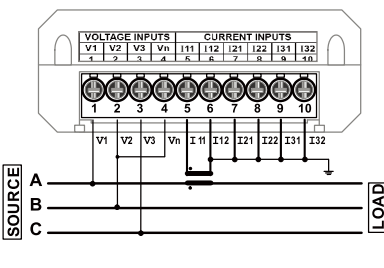 VOLTAGE INPUTS CURRENT INPUTS
V1 V2 V3 Vn I11 I12 I21 I22 I31 I32
1 2 3 4 5 6 7 8 9 10
1 2 3 4 5 6 7 8 9 10
V1 V2 V3 Vn I11 I12 I21 I22 I31 I32
SOURCE
A
B
C
LOAD